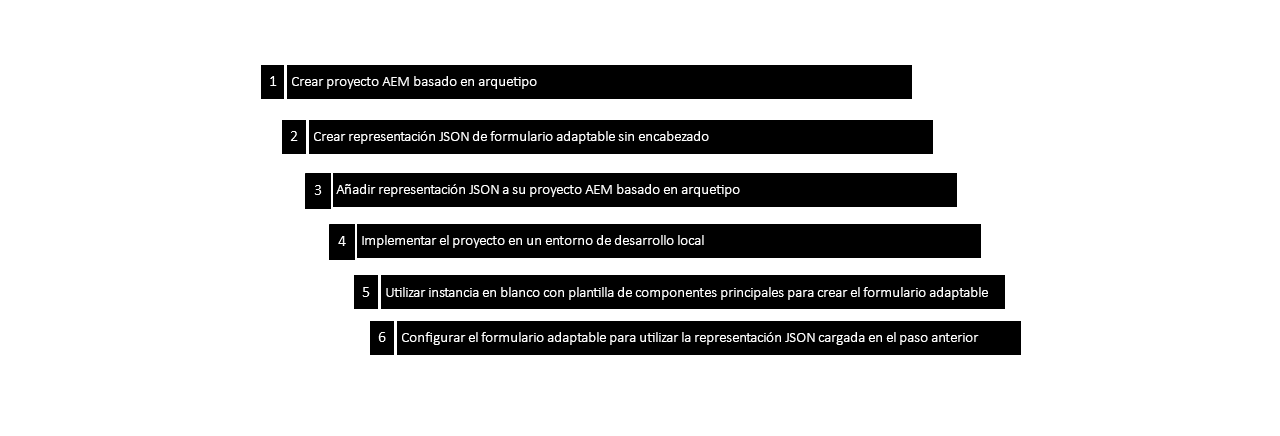 1 Crear proyecto AEM basado en arquetipo
2 Crear representación JSON de formulario adaptable sin encabezado
3 Añadir representación JSON a su proyecto AEM basado en arquetipo
4 Implementar el proyecto en un entorno de desarrollo local
5 Utilizar instancia en blanco con plantilla de componentes principales para crear el formulario adaptable
6 Configurar el formulario adaptable para utilizar la representación JSON cargada en el paso anterior